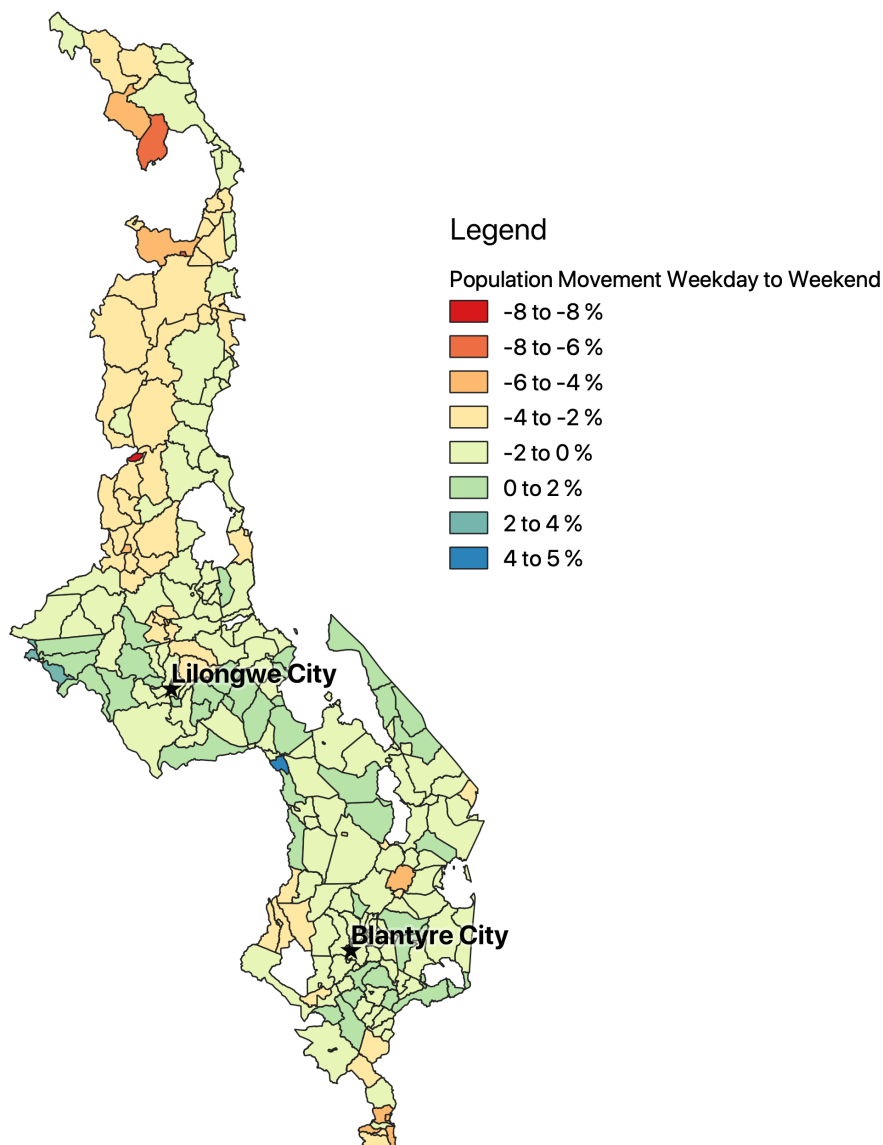 Legend
Population Movement Weekday to Weekend
-8 to -8 %
-8 to -6 %
-6 to -4 %
-4 to -2 %
-2 to 0 %
0 to 2 %
2 to 4 %
4 to 5 %
Lilongwe City
Blantyre City